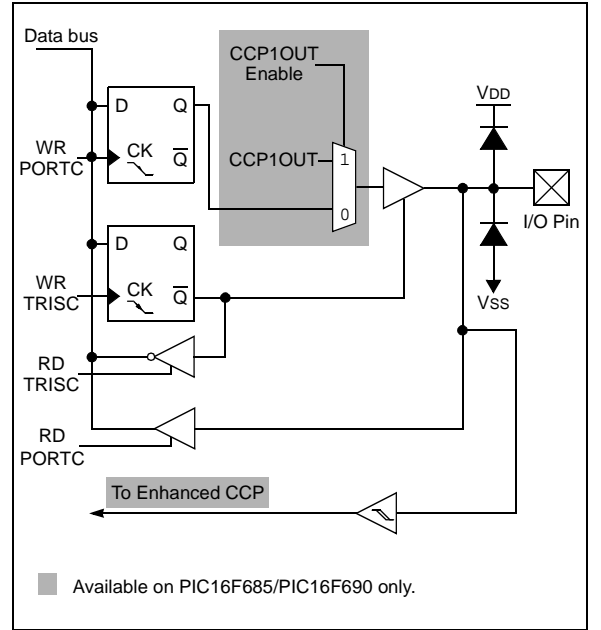 Data bus
CCP1OUT
Enable
VDD
D Q
WR
PORTC
CK Q
CCP1OUT
1
0
I/O Pin
D Q
WR
TRISC
CK Q
VSS
RD
TRISC
RD
PORTC
To Enhanced CCP
Available on PIC16F685/PIC16F690 only.